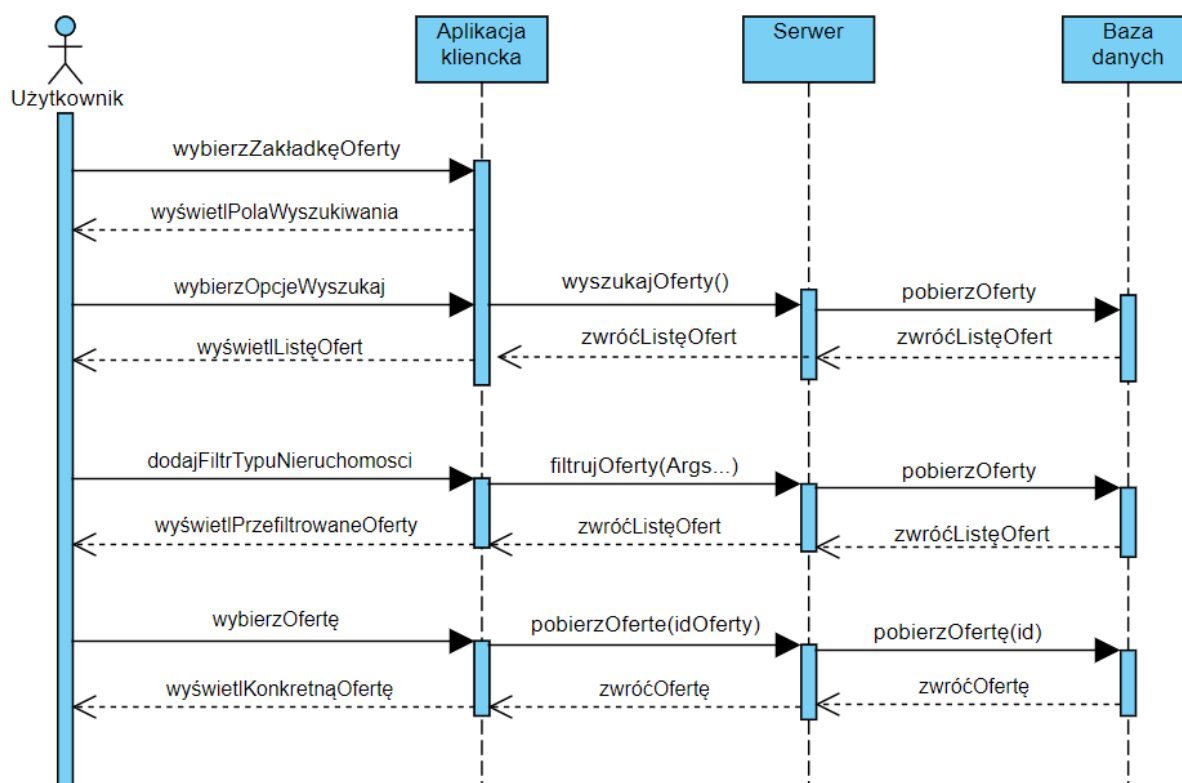 Aplikacja
kliencka
Serwer
Baza
danych
Użytkownik
wybierzZakładkęOferty
wyświetlPolaWyszukiwania
wybierzOpcjeWyszukaj
wyszukajOferty()
pobierzOferty
wyświetlListęOfert
zwróćListęOfert
zwróćListęOfert
dodajFiltrTypuNieruchomosci
filtrujOferty(Args...)
pobierzOferty
wyświetlPrzefiltrowaneOferty
zwróćListęOfert
zwróćListęOfert
wybierzOfertę
pobierzOferte(idOferty)
pobierzOfertę(id)
wyświetlKonkretnąOfertę
zwróćOfertę
zwróćOfertę